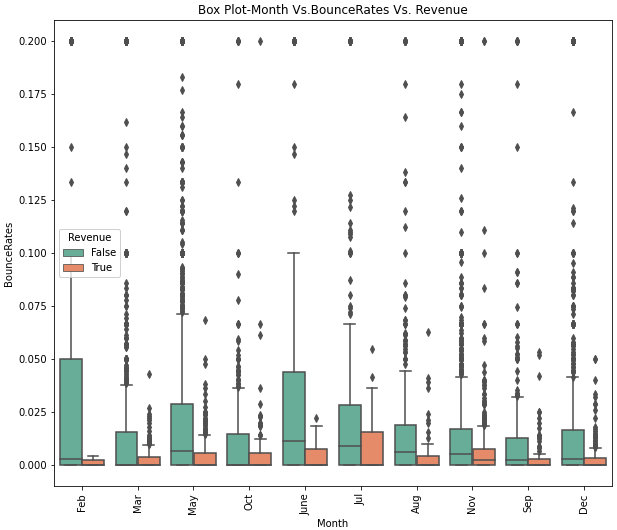 Box Plot-Month Vs.BounceRates Vs. Revenue
0.200
0.175
0.150
0.125
0.100
0.075
0.050
0.025
0.000
BounceRates
Revenue
False
True
Feb
Mar
May
Oct
June
Jul
Aug
Nov
Sep
Dec
Month